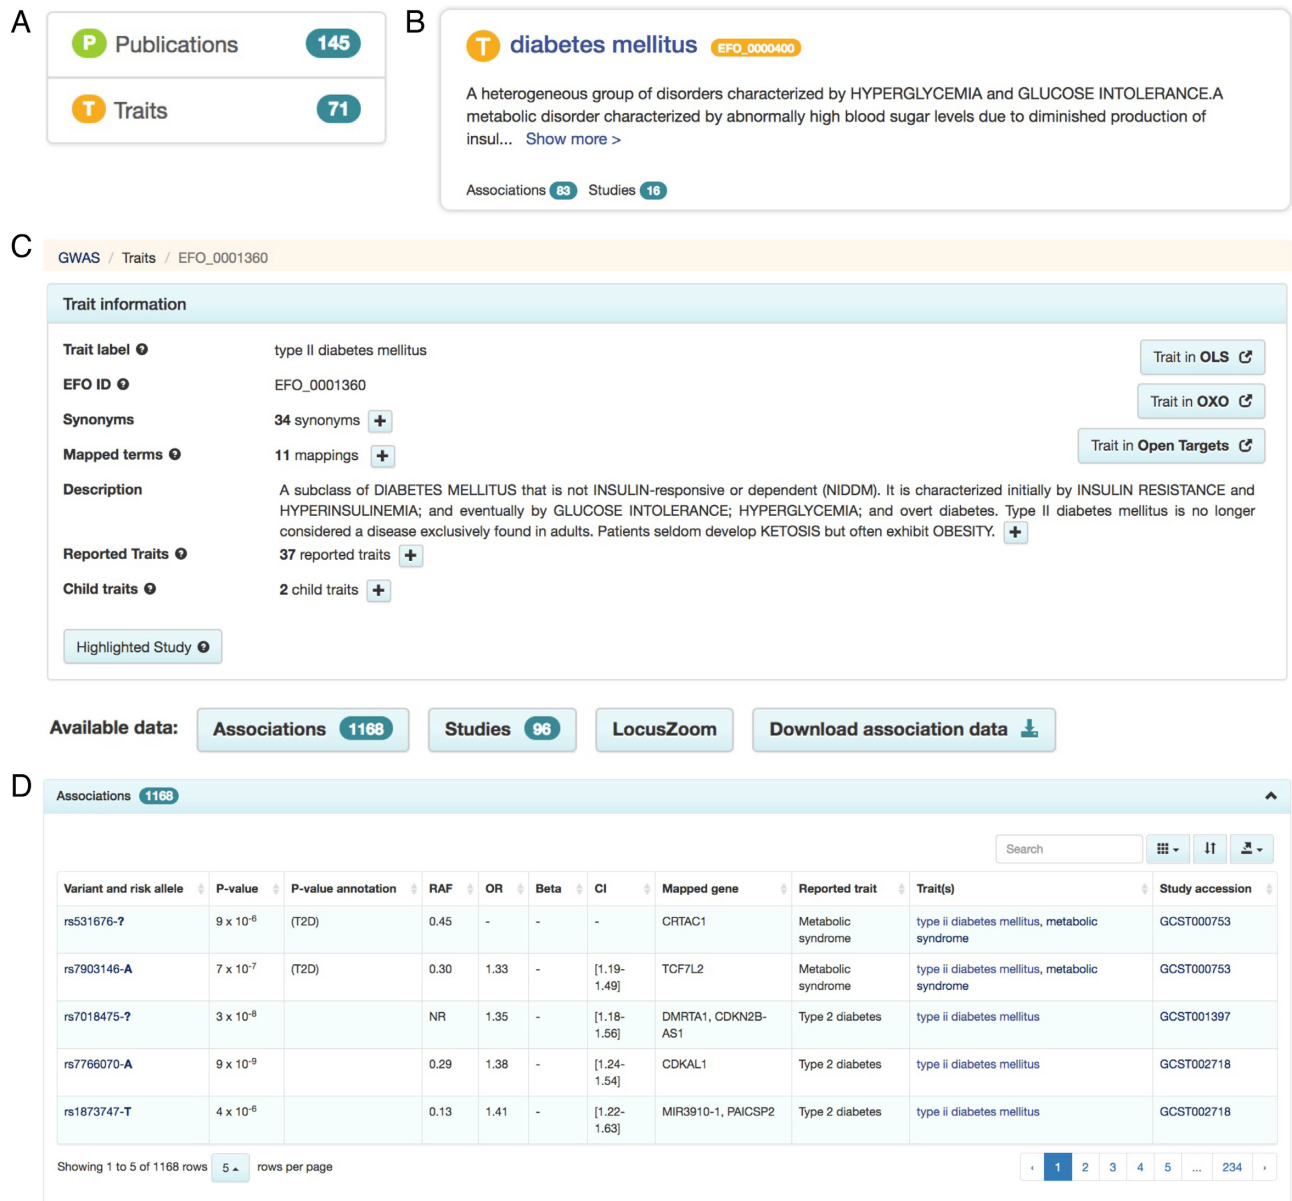 A
P Publications 145
T Traits 71
B
T diabetes mellitus EFO_0000400
A heterogeneous group of disorders characterized by HYPERGLYCEMIA and GLUCOSE INTOLERANCE.A
metabolic disorder characterized by abnormally high blood sugar levels due to diminished production of
insul... Show more >
Associations 83 Studies 16
C
GWAS / Traits / EFO_0001360
Trait information
Trait label ? type II diabetes mellitus
Trait in OLS
EFO ID ? EFO_0001360
Trait in OXO
Synonyms 34 synonyms +
Trait in Open Targets
Mapped terms ? 11 mappings +
Description A subclass of DIABETES MELLITUS that is not INSULIN-responsive or dependent (NIDDM). It is characterized initially by INSULIN RESISTANCE and
HYPERINSULINEMIA; and eventually by GLUCOSE INTOLERANCE; HYPERGLYCEMIA; and overt diabetes. Type II diabetes mellitus is no longer
considered a disease exclusively found in adults. Patients seldom develop KETOSIS but often exhibit OBESITY. +
Reported Traits ? 37 reported traits +
Child traits ? 2 child traits +
Highlighted Study ?
Available data: Associations 1168 Studies 96 LocusZoom Download association data
D
Associations 1168
Search
Variant and risk allele P-value P-value annotation RAF OR Beta CI Mapped gene Reported trait Trait(s) Study accession
rs531676-? 9 x 10-6 (T2D) 0.45 - - - CRTAC1 Metabolic type ii diabetes mellitus, metabolic GCST000753
syndrome syndrome
rs7903146-A 7 x 10-7 (T2D) 0.30 1.33 - [1.19- TCF7L2 Metabolic type ii diabetes mellitus, metabolic GCST000753
1.49] syndrome syndrome
rs7018475-? 3 x 10-8 NR 1.35 - [1.18- DMRTA1, CDKN2B- Type 2 diabetes type ii diabetes mellitus GCST001397
1.56] AS1
rs7766070-A 9 x 10-9 0.29 1.38 - [1.24- CDKAL1 Type 2 diabetes type ii diabetes mellitus GCST002718
1.54]
rs1873747-T 4 x 10-6 0.13 1.41 - [1.22- MIR3910-1, PAICSP2 Type 2 diabetes type ii diabetes mellitus GCST002718
1.63]
Showing 1 to 5 of 1168 rows 5 rows per page ‹ 1 2 3 4 5 ... 234 ›